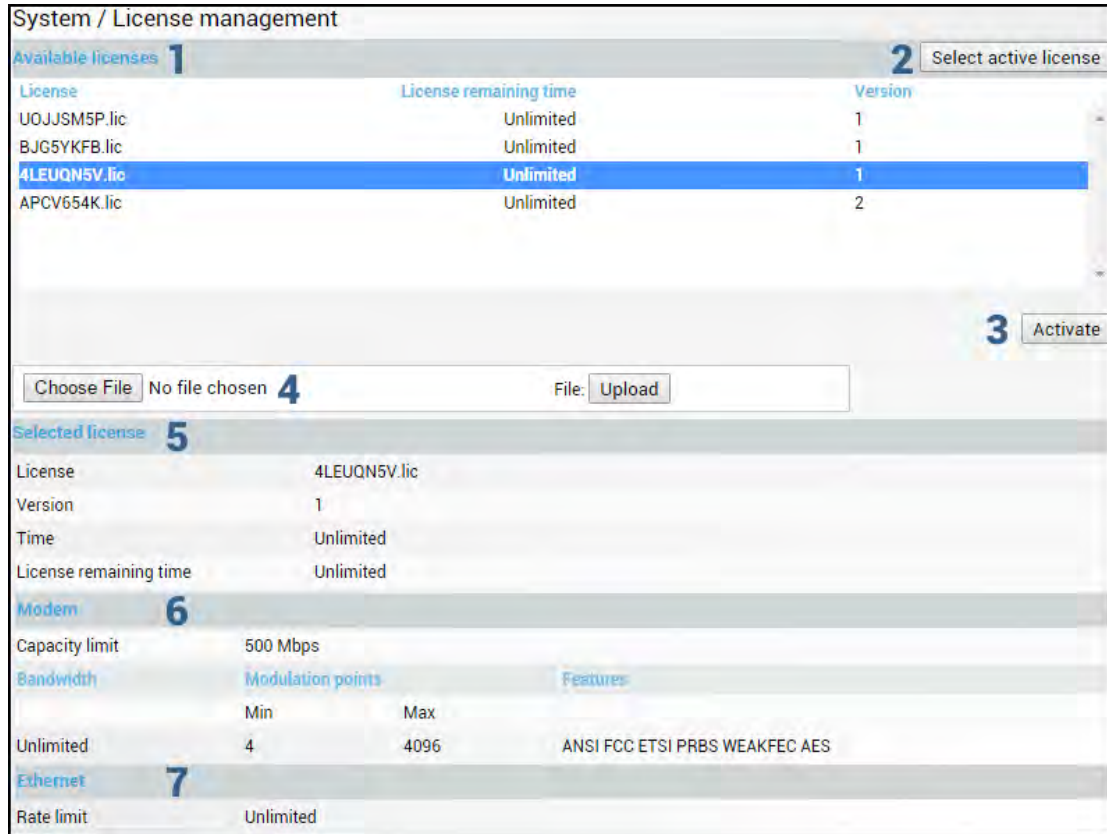 System / License management
Available licenses 1 2 Select active license
License License remaining time Version
UOJJSM5P.lic Unlimited 1
BJG5YKFB.lic Unlimited 1
4LEUQN5V.lic Unlimited 1
APCV654K.lic Unlimited 2
3 Activate
Choose File No file chosen 4 File: Upload
Selected license 5
License 4LEUQN5V.lic
Version 1
Time Unlimited
License remaining time Unlimited
Modem 6
Capacity limit 500 Mbps
Bandwidth Modulation points Features
Min Max
Unlimited 4 4096 ANSI FCC ETSI PRBS WEAKFEC AES
Ethernet 7
Rate limit Unlimited